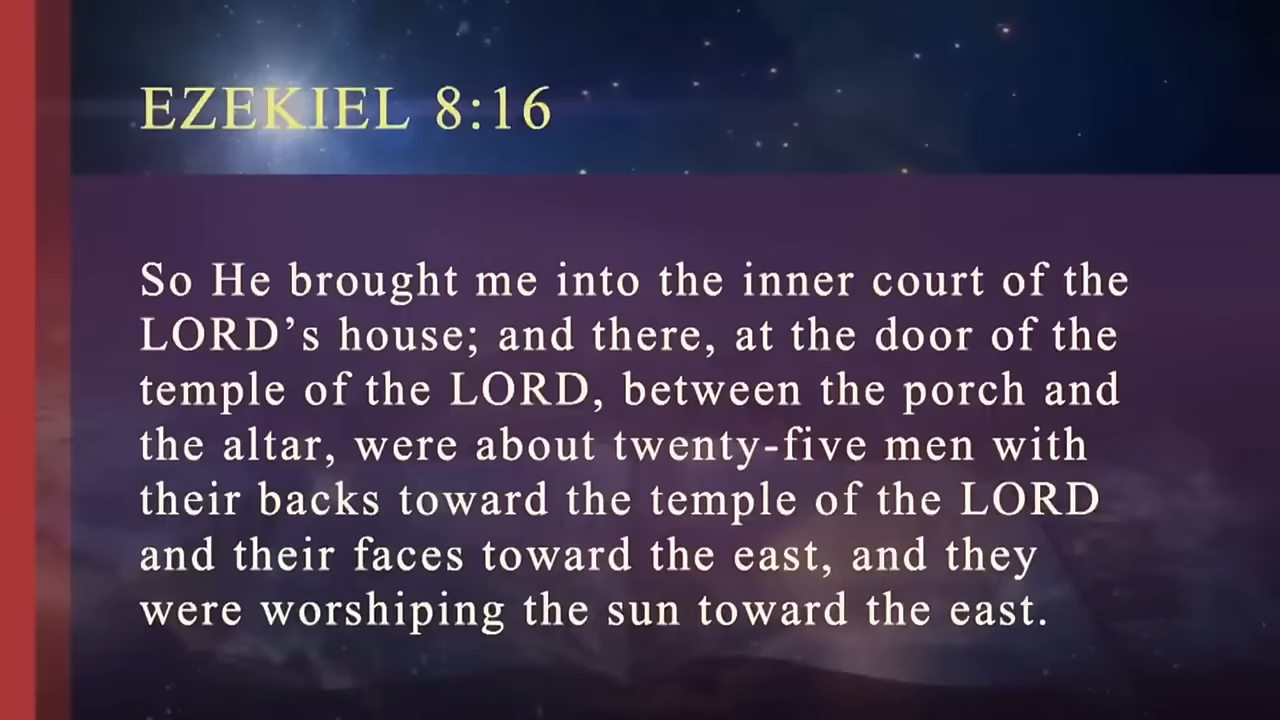 EZEKIEL 8:16
So He brought me into the inner court of the
LORD’s house; and there, at the door of the
temple of the LORD, between the porch and
the altar, were about twenty-five men with
their backs toward the temple of the LORD
and their faces toward the east, and they
were worshiping the sun toward the east.